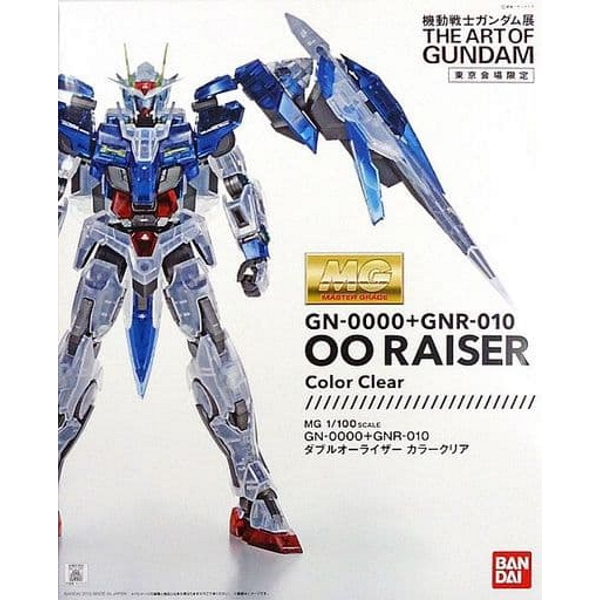 機動戦士ガンダム展
THE ART OF
GUNDAM
東京会場限定
MG
MASTER GRADE
GN-0000+GNR-010
OO RAISER
Color Clear
MG 1/100 SCALE
GN-0000+GNR-010
ダブルオーライザー カラークリア
BAN
DAI